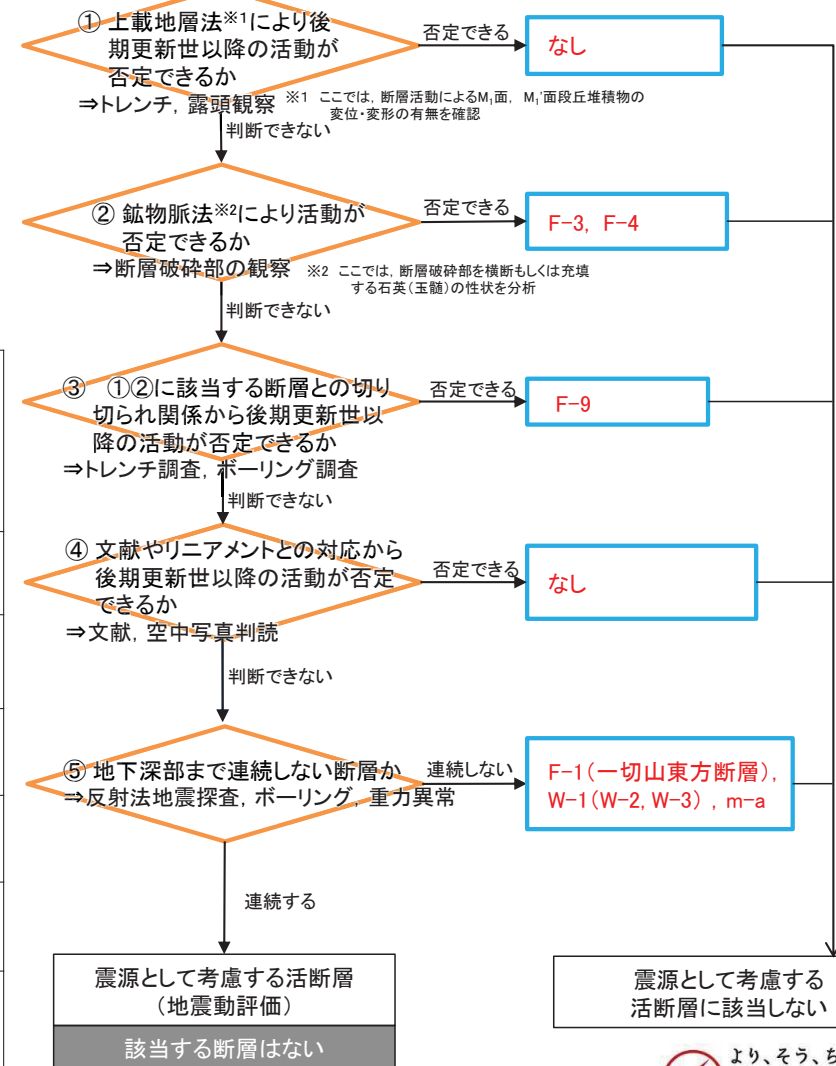 ① 上載地層法※1により後
期更新世以降の活動が
否定できるか
⇒トレンチ, 露頭観察
※1 ここでは, 断層活動によるM1面, M1'面段丘堆積物の
変位・変形の有無を確認
否定できる
なし
判断できない
② 鉱物脈法※2により活動が
否定できるか
⇒断層破砕部の観察
※2 ここでは, 断層破砕部を横断もしくは充填
する石英(玉髄)の性状を分析
否定できる
F-3, F-4
判断できない
③ ①②に該当する断層との切り
切られ関係から後期更新世以
降の活動が否定できるか
⇒トレンチ調査, ボーリング調査
否定できる
F-9
判断できない
④ 文献やリニアメントとの対応から
後期更新世以降の活動が否定
できるか
⇒文献, 空中写真判読
否定できる
なし
判断できない
⑤ 地下深部まで連続しない断層か
⇒反射法地震探査, ボーリング, 重力異常
連続しない
F-1(一切山東方断層),
W-1(W-2, W-3) , m-a
連続する
震源として考慮する活断層
(地震動評価)
該当する断層はない
震源として考慮する
活断層に該当しない
より、そう、ち